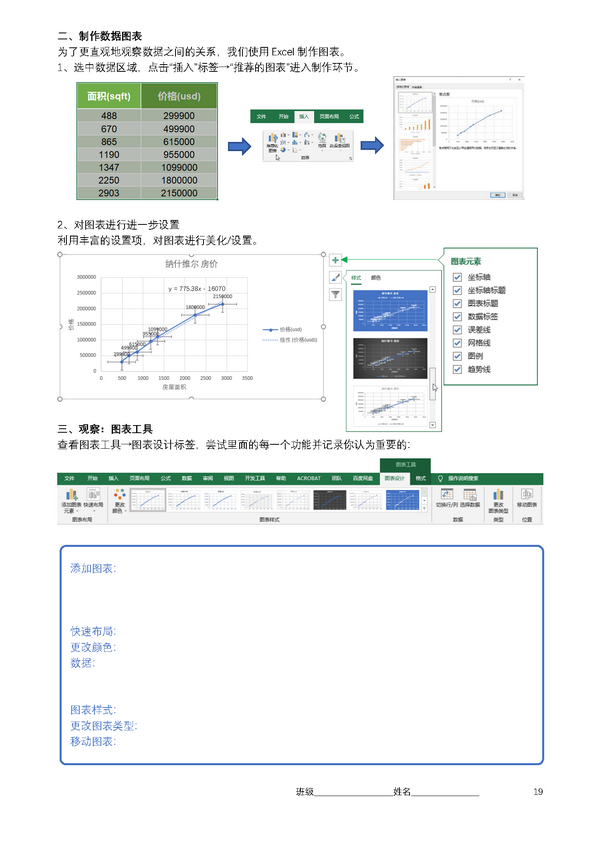 二、制作数据图表
为了更直观地观察数据之间的关系，我们使用 Excel 制作图表。
1、选中数据区域，点击“插入”标签→“推荐的图表”进入制作环节。
面积(sqft) 价格(usd)
488 299900
670 499900
865 615000
1190 955000
1347 1099000
2250 1800000
2903 2150000
文件 开始 插入 页面布局 公式
2、对图表进行进一步设置
利用丰富的设置项，对图表进行美化/设置。
纳什维尔 房价
y = 775.38x - 16070
3000000
2500000
2000000
1500000
1000000
500000
0
0 500 1000 1500 2000 2500 3000 3500
价格
房屋面积
2150000
1800000
1099000
价格(usd)
线性 (价格(usd))
样式 颜色
图表元素
坐标轴
坐标轴标题
图表标题
数据标签
误差线
网格线
图例
趋势线
三、观察：图表工具
查看图表工具→图表设计标签，尝试里面的每一个功能并记录你认为重要的：
图表工具
文件 开始 插入 页面布局 公式 数据 审阅 视图 开发工具 帮助 ACROBAT 团队 百度网盘 图表设计 格式 操作说明搜索
添加图表元素 快速布局 更改颜色 切换行/列 选择数据 更改图表类型 移动图表
图表布局 图表样式 数据 类型 位置
添加图表：
快速布局：
更改颜色：
数据：
图表样式：
更改图表类型：
移动图表：
班级________________姓名______________ 19